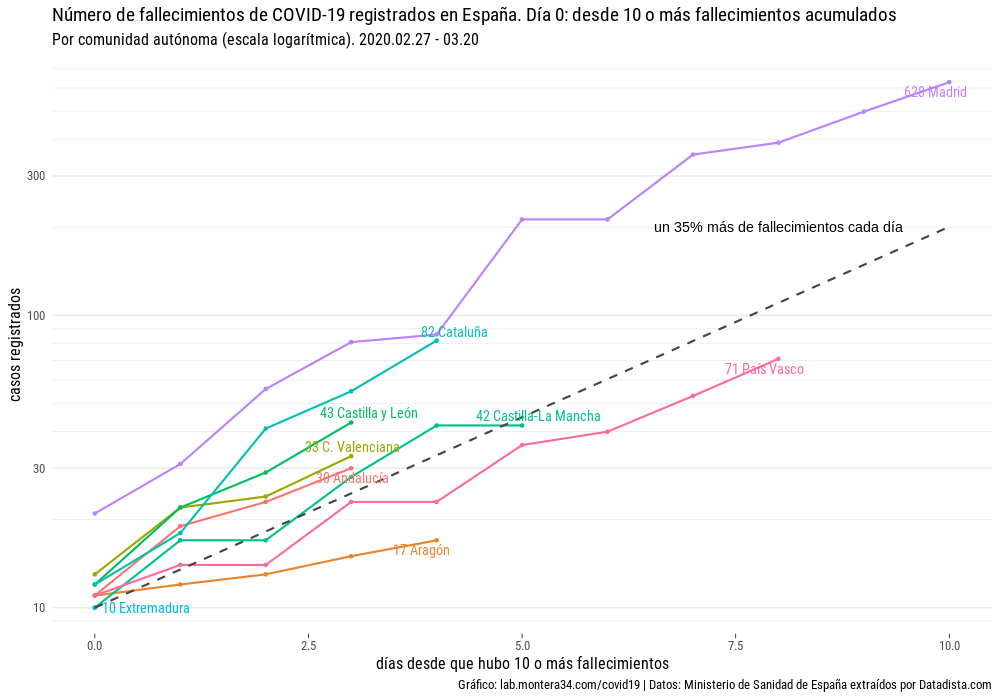 Número de fallecimientos de COVID-19 registrados en España. Día 0: desde 10 o más fallecimientos acumulados
Por comunidad autónoma (escala logarítmica). 2020.02.27 - 03.20
628 Madrid
300
un 35% más de fallecimientos cada día
casos registrados
100
82 Cataluña
71 País Vasco
43 Castilla y León
42 Castilla-La Mancha
33 C. Valenciana
30
30 Andalucía
17 Aragón
10
10 Extremadura
0.0 2.5 5.0 7.5 10.0
días desde que hubo 10 o más fallecimientos
Gráfico: lab.montera34.com/covid19 | Datos: Ministerio de Sanidad de España extraídos por Datadista.com